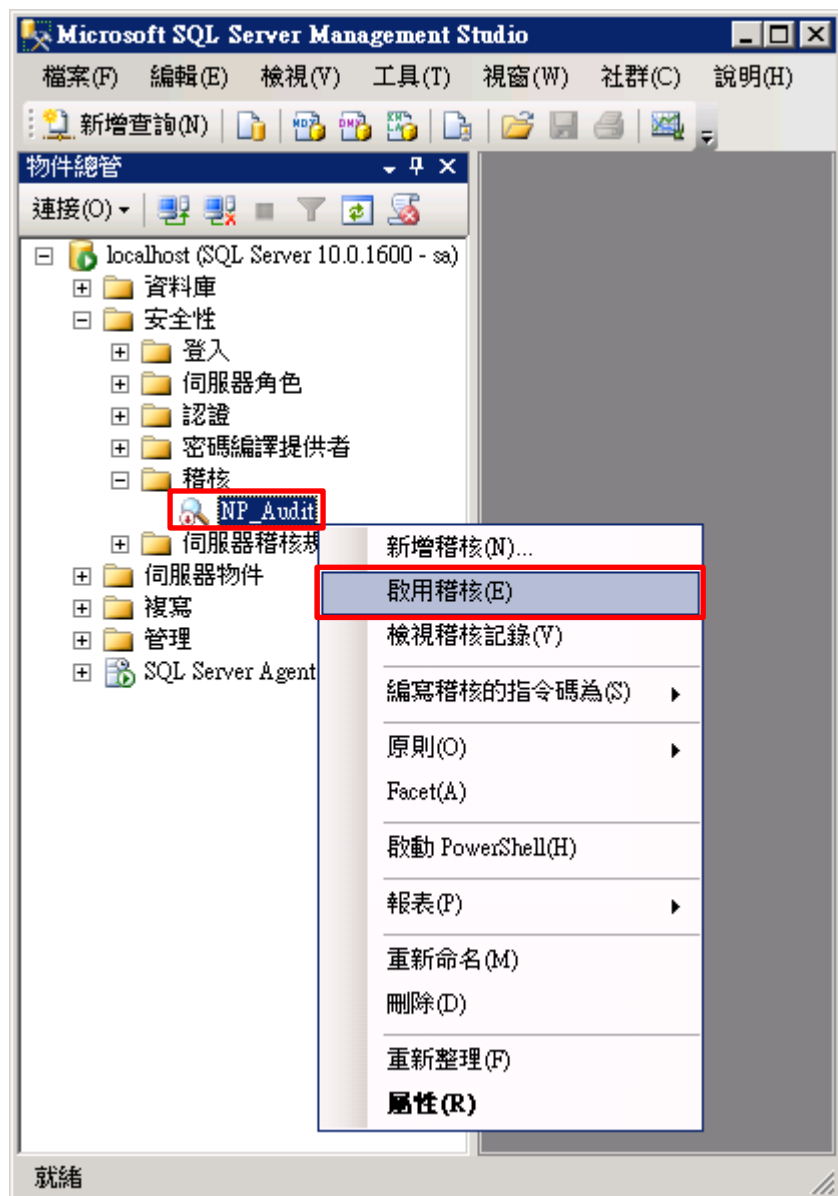 Microsoft SQL Server Management Studio
檔案(F) 編輯(E) 檢視(V) 工具(T) 視窗(W) 社群(C) 說明(H)
新增查詢(N)
物件總管
連接(O)
localhost (SQL Server 10.0.1600 - sa)
資料庫
安全性
登入
伺服器角色
認證
密碼編譯提供者
稽核
NP_Audit
伺服器稽核規
伺服器物件
複寫
管理
SQL Server Agent
新增稽核(N)...
啟用稽核(E)
檢視稽核記錄(V)
編寫稽核的指令碼為(S)
原則(O)
Facet(A)
啟動 PowerShell(H)
報表(P)
重新命名(M)
刪除(D)
重新整理(F)
屬性(R)
就緒